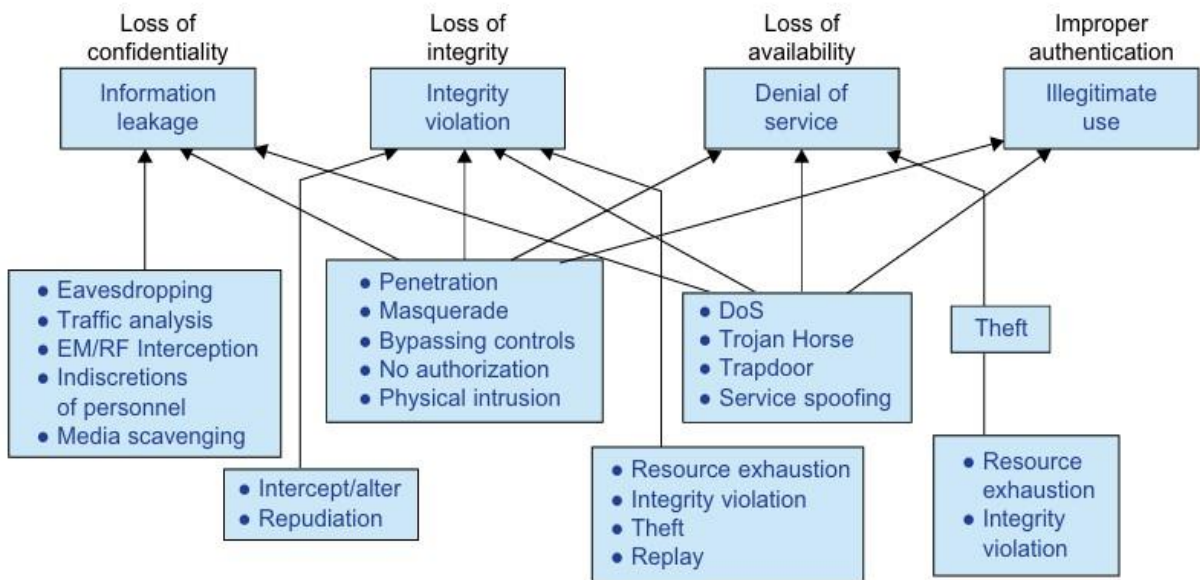 Loss of
confidentiality
Loss of
integrity
Loss of
availability
Improper
authentication
Information
leakage
Integrity
violation
Denial of
service
Illegitimate
use
● Eavesdropping
● Traffic analysis
● EM/RF Interception
● Indiscretions
of personnel
● Media scavenging
● Penetration
● Masquerade
● Bypassing controls
● No authorization
● Physical intrusion
● DoS
● Trojan Horse
● Trapdoor
● Service spoofing
Theft
● Intercept/alter
● Repudiation
● Resource exhaustion
● Integrity violation
● Theft
● Replay
● Resource
exhaustion
● Integrity
violation